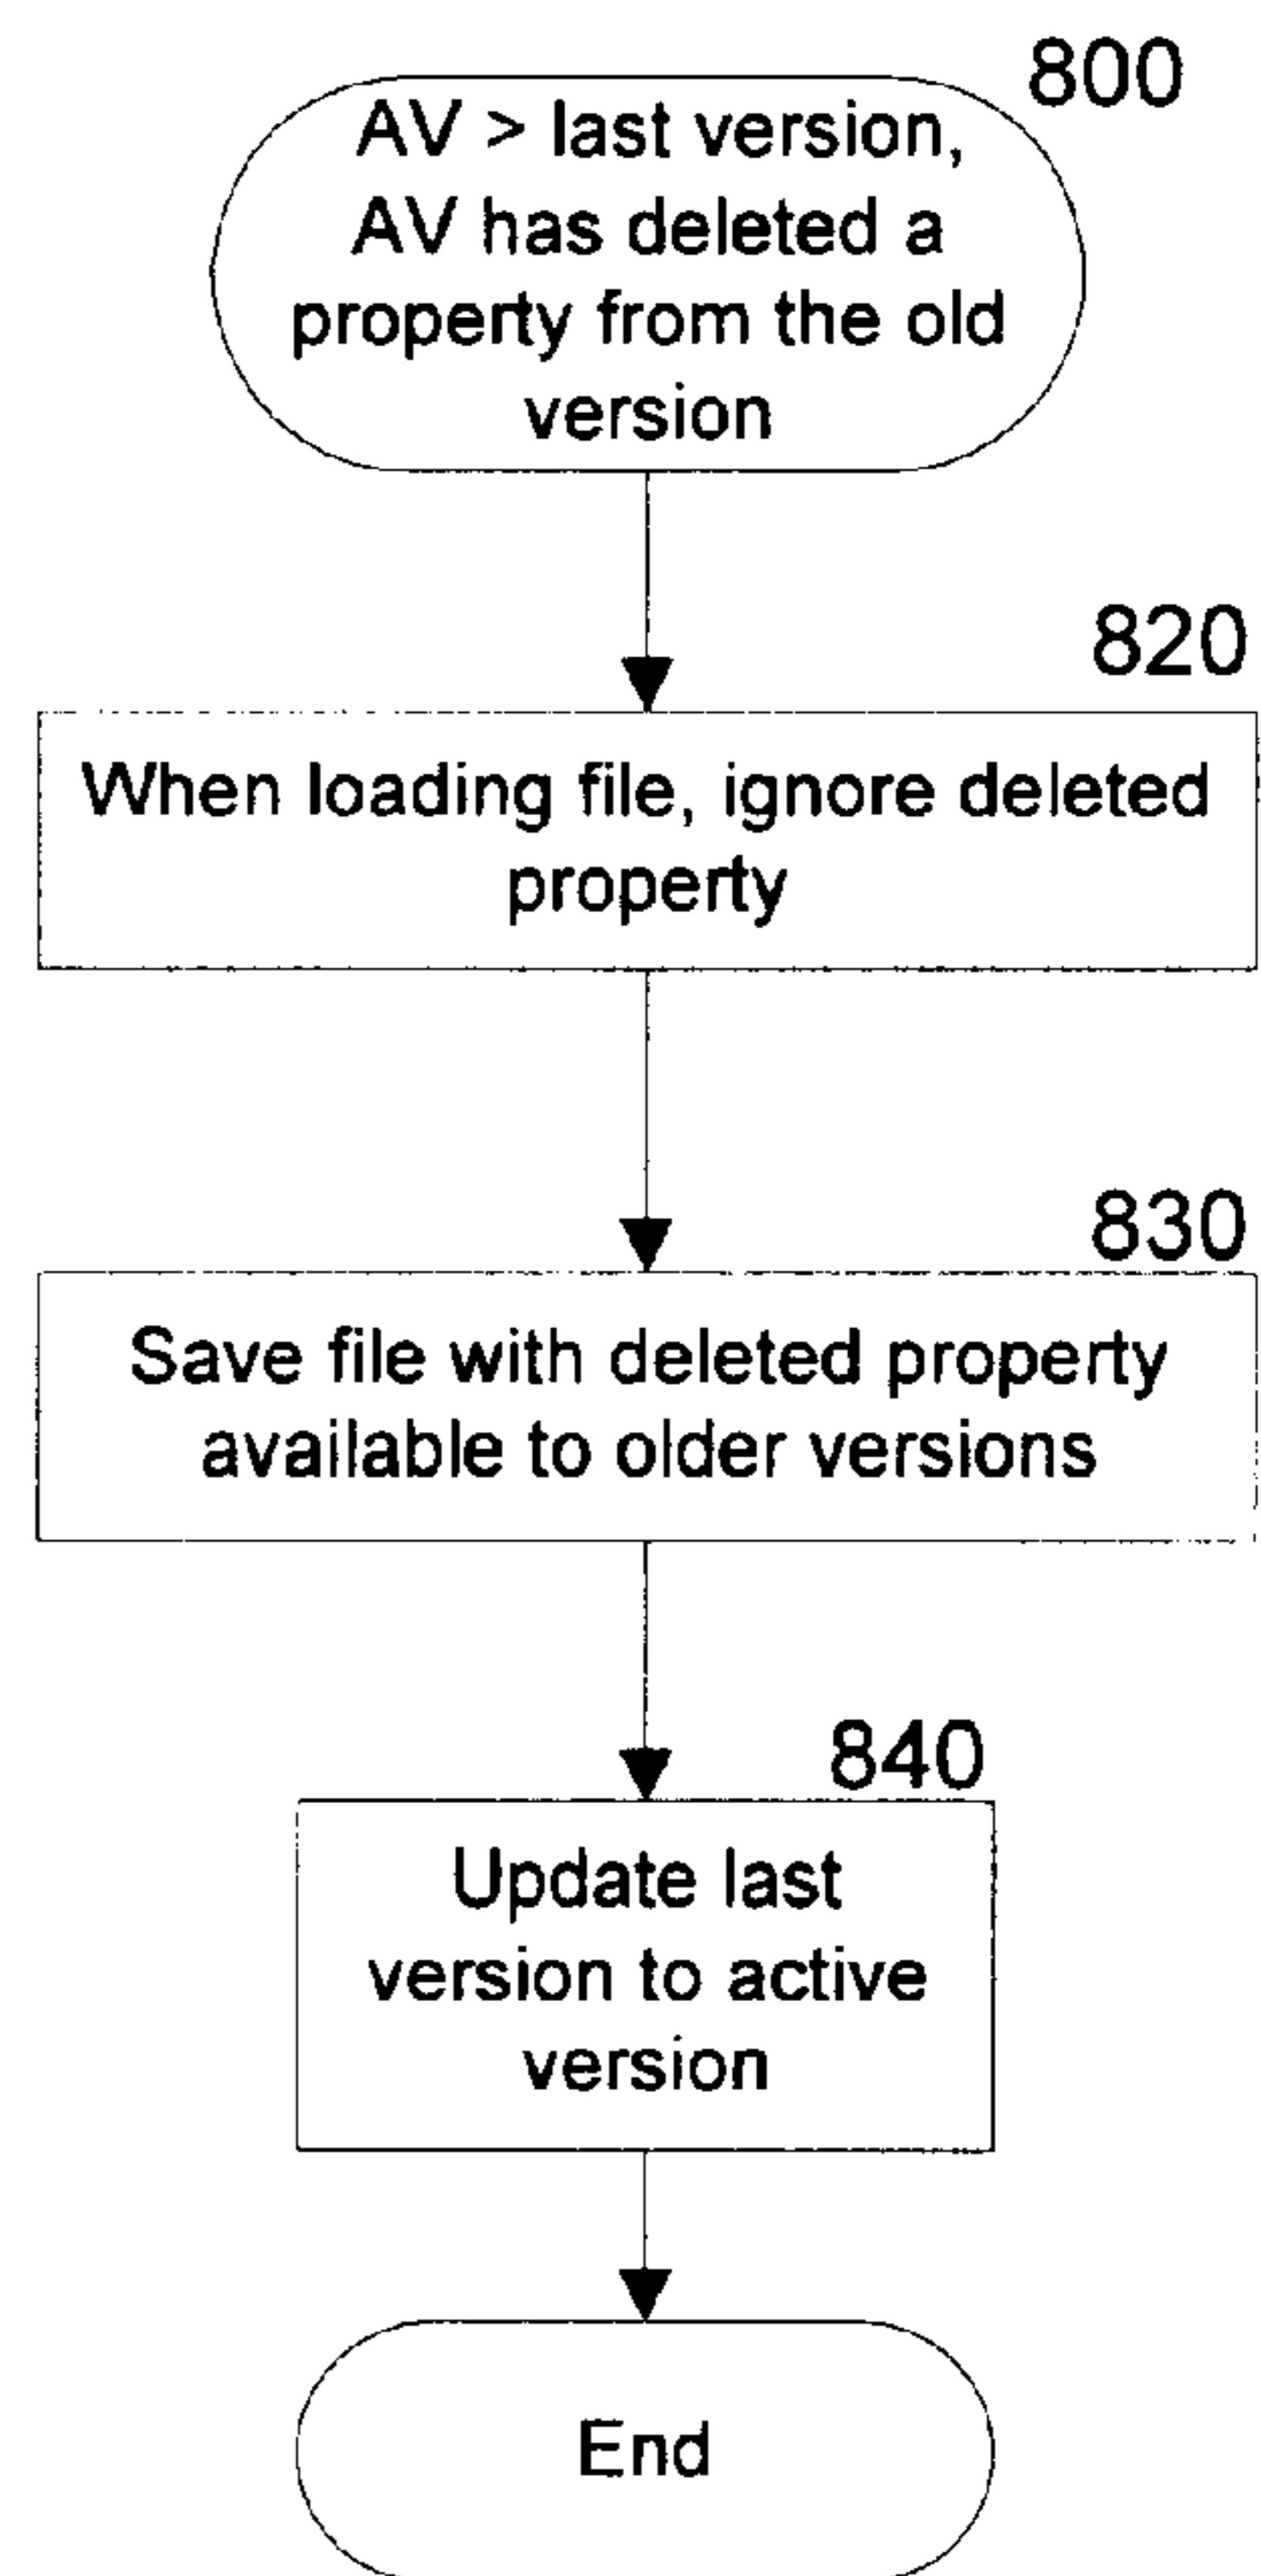 800
AV > last version,
AV has deleted a
property from the old
version
820
When loading file, ignore deleted
property
830
Save file with deleted property
available to older versions
840
Update last
version to active
version
End